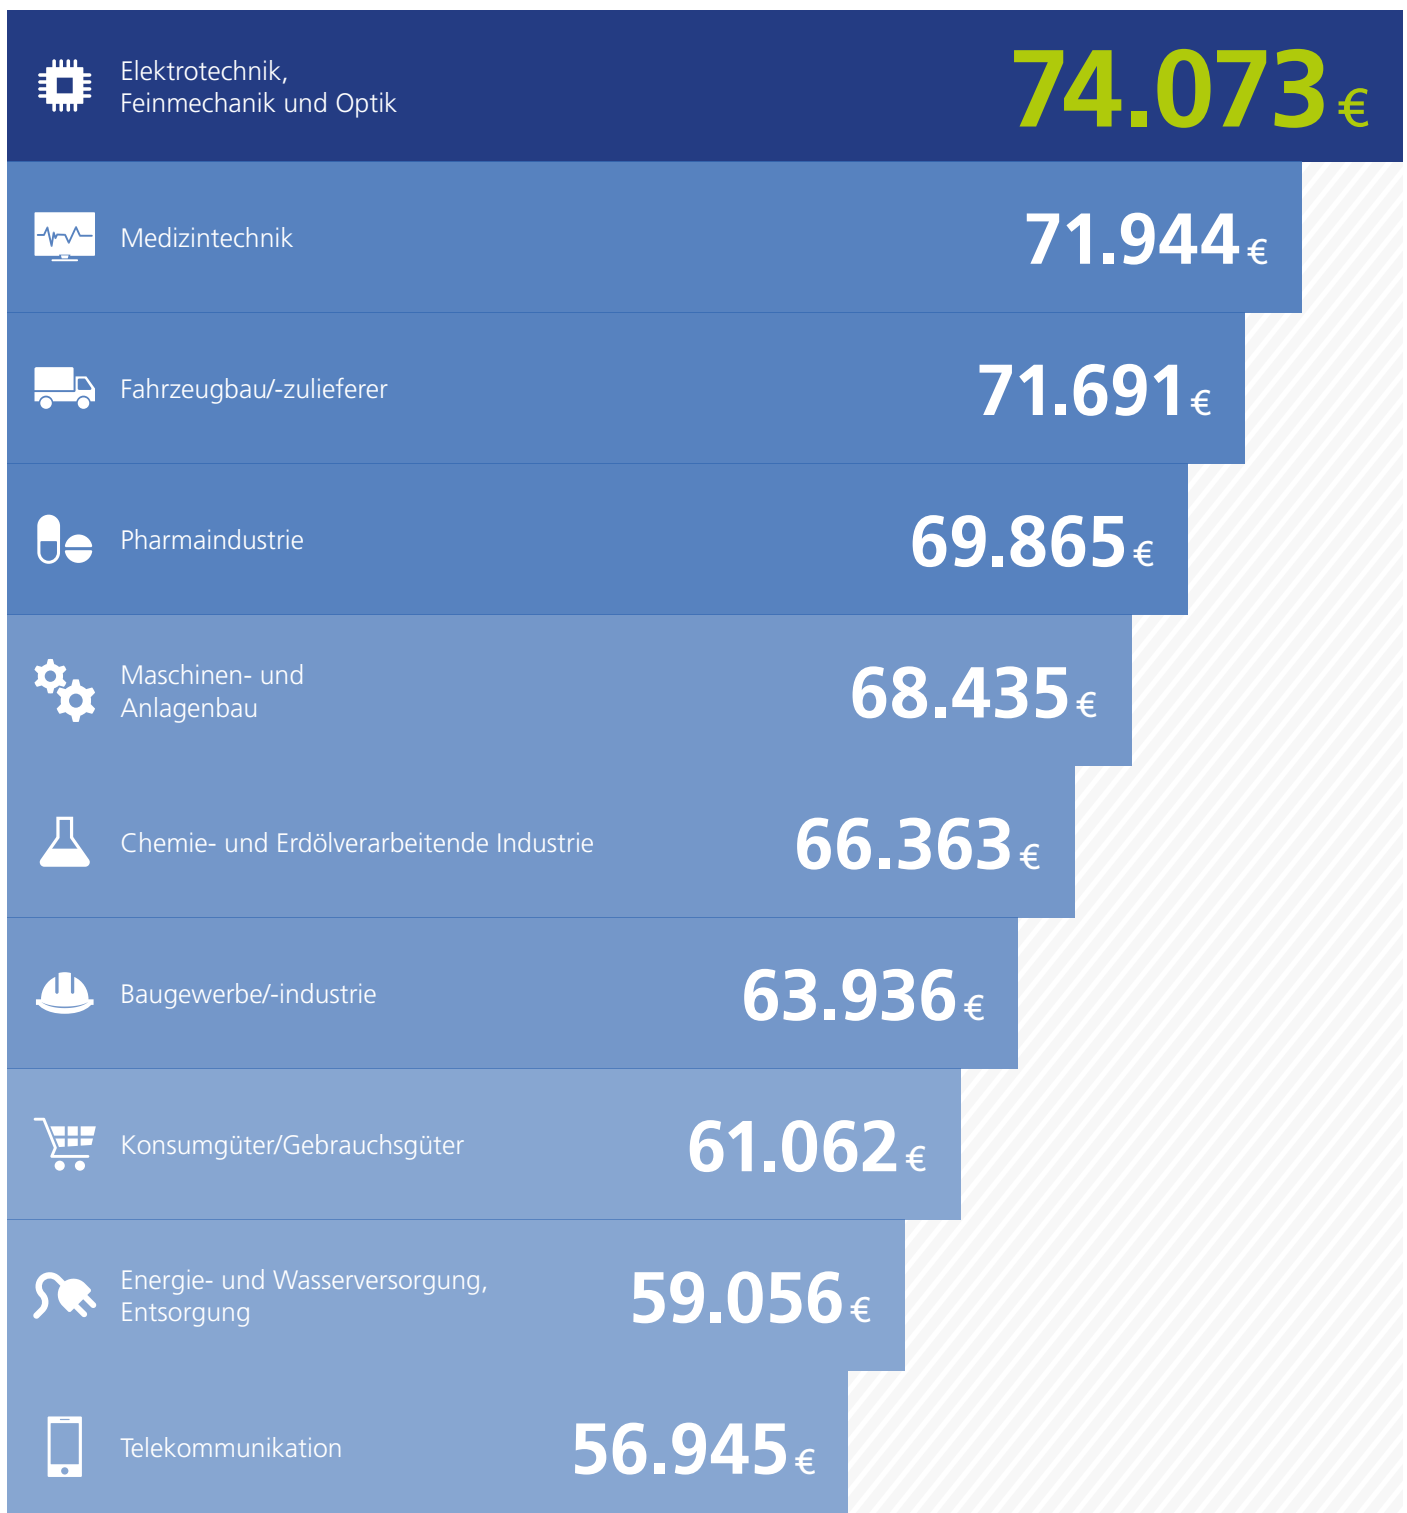 Elektrotechnik,
Feinmechanik und Optik
74.073 €
Medizintechnik
71.944 €
Fahrzeugbau/-zulieferer
71.691 €
Pharmaindustrie
69.865 €
Maschinen- und
Anlagenbau
68.435 €
Chemie- und Erdölverarbeitende Industrie
66.363 €
Baugewerbe/-industrie
63.936 €
Konsumgüter/Gebrauchsgüter
61.062 €
Energie- und Wasserversorgung,
Entsorgung
59.056 €
Telekommunikation
56.945 €